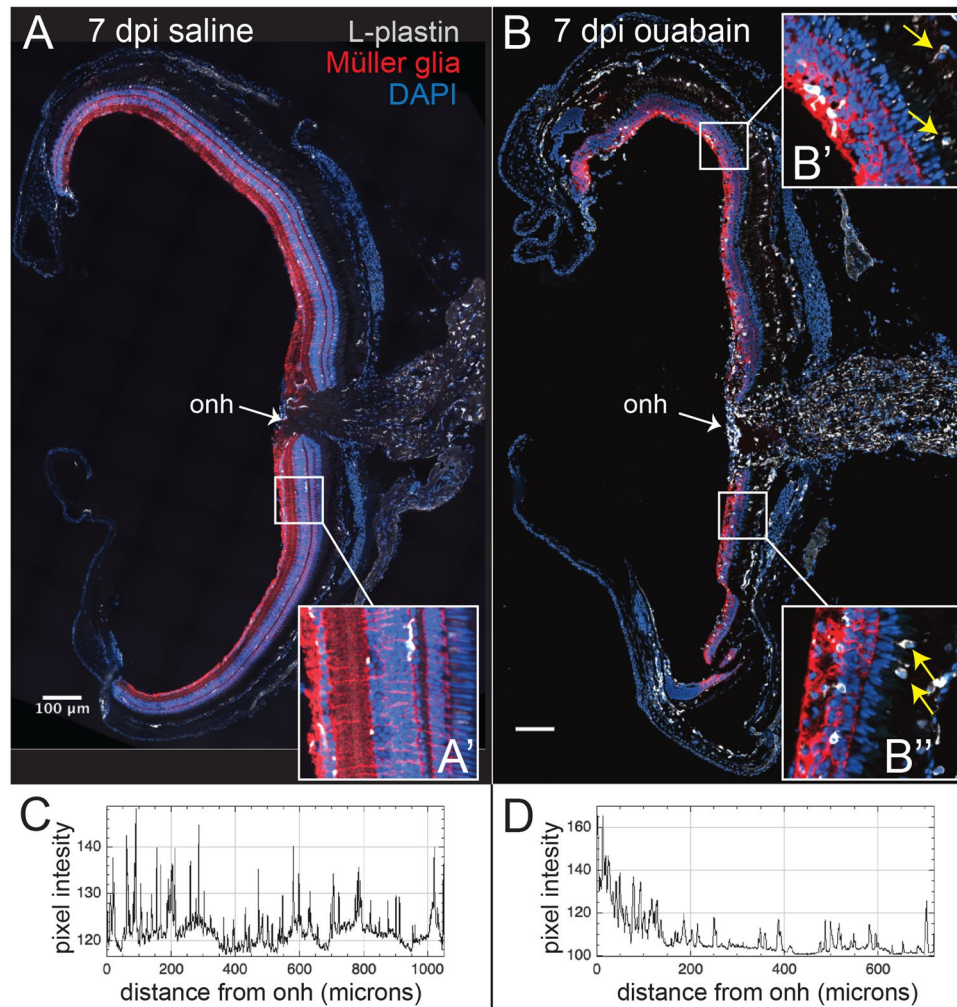 A 7 dpi saline
L-plastin
Müller glia
DAPI
onh
100 µm
A'
B 7 dpi ouabain
B'
onh
B"
C
pixel intesity
140
130
120
0 200 400 600 800 1000
distance from onh (microns)
D
pixel intesity
160
140
120
100
0 200 400 600
distance from onh (microns)